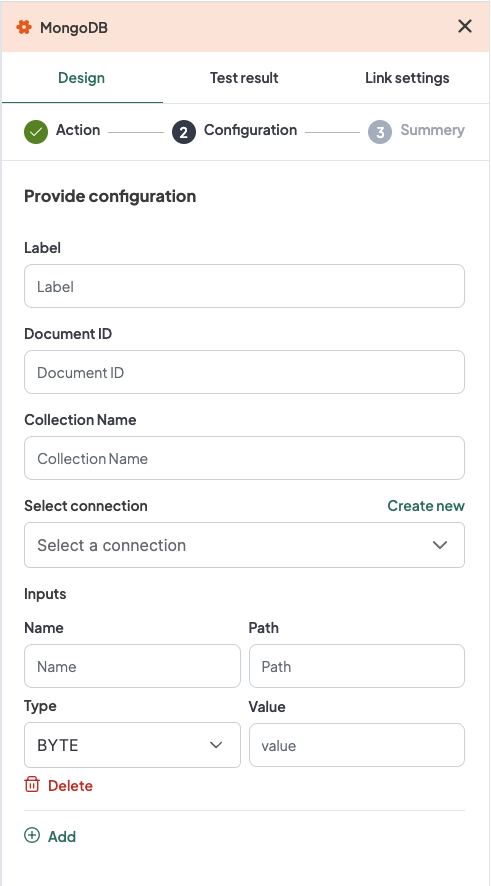 MongoDB
Design Test result Link settings
Action 2 Configuration 3 Summery
Provide configuration
Label
Label
Document ID
Document ID
Collection Name
Collection Name
Select connection Create new
Select a connection
Inputs
Name Path
Name Path
Type Value
BYTE value
Delete
Add